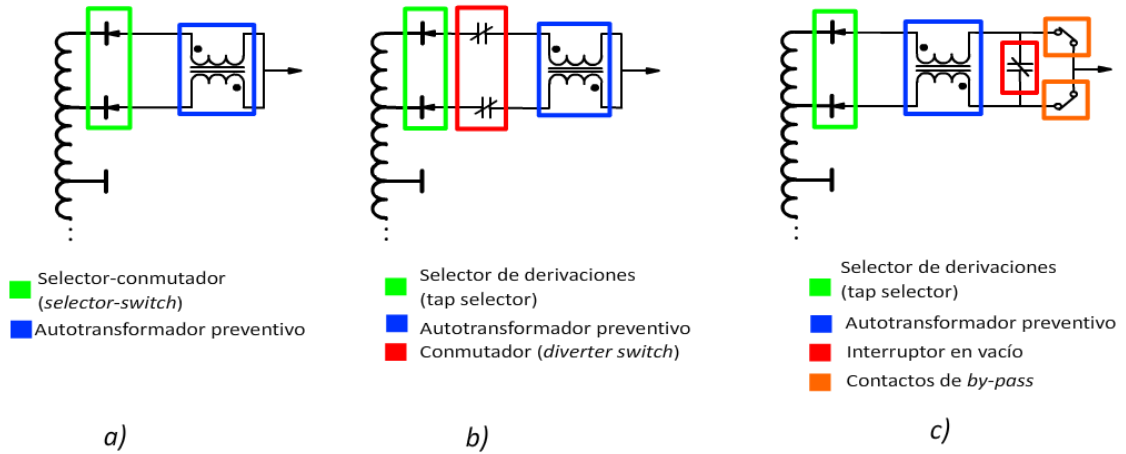 Selector-conmutador
(selector-switch)
Autotransformador preventivo
a)
Selector de derivaciones
(tap selector)
Autotransformador preventivo
Conmutador (diverter switch)
b)
Selector de derivaciones
(tap selector)
Autotransformador preventivo
Interruptor en vacío
Contactos de by-pass
c)